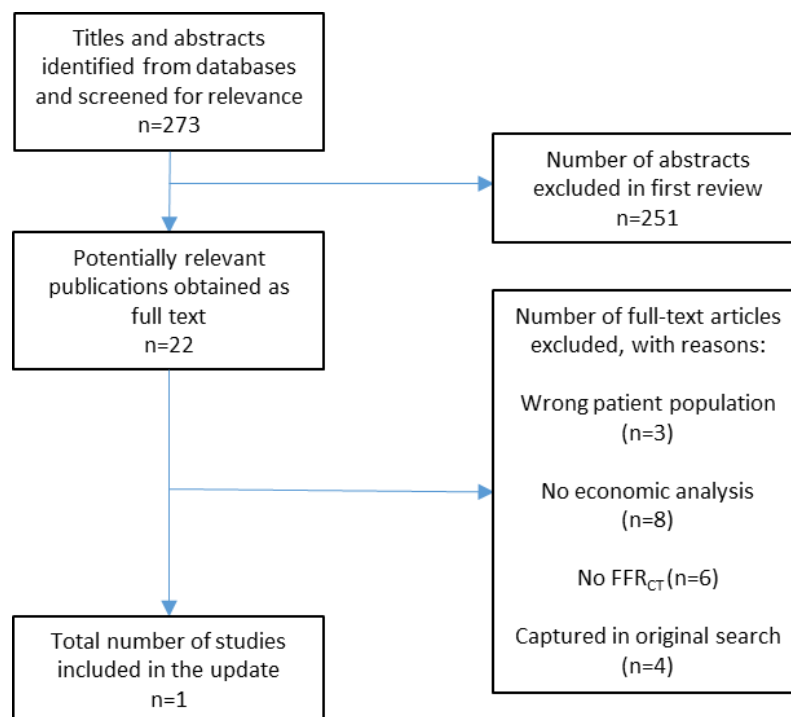 Titles and abstracts
identified from databases
and screened for relevance
n=273
Number of abstracts
excluded in first review
n=251
Potentially relevant
publications obtained as
full text
n=22
Number of full-text articles
excluded, with reasons:
Wrong patient population
(n=3)
No economic analysis
(n=8)
No FFRCT (n=6)
Captured in original search
(n=4)
Total number of studies
included in the update
n=1